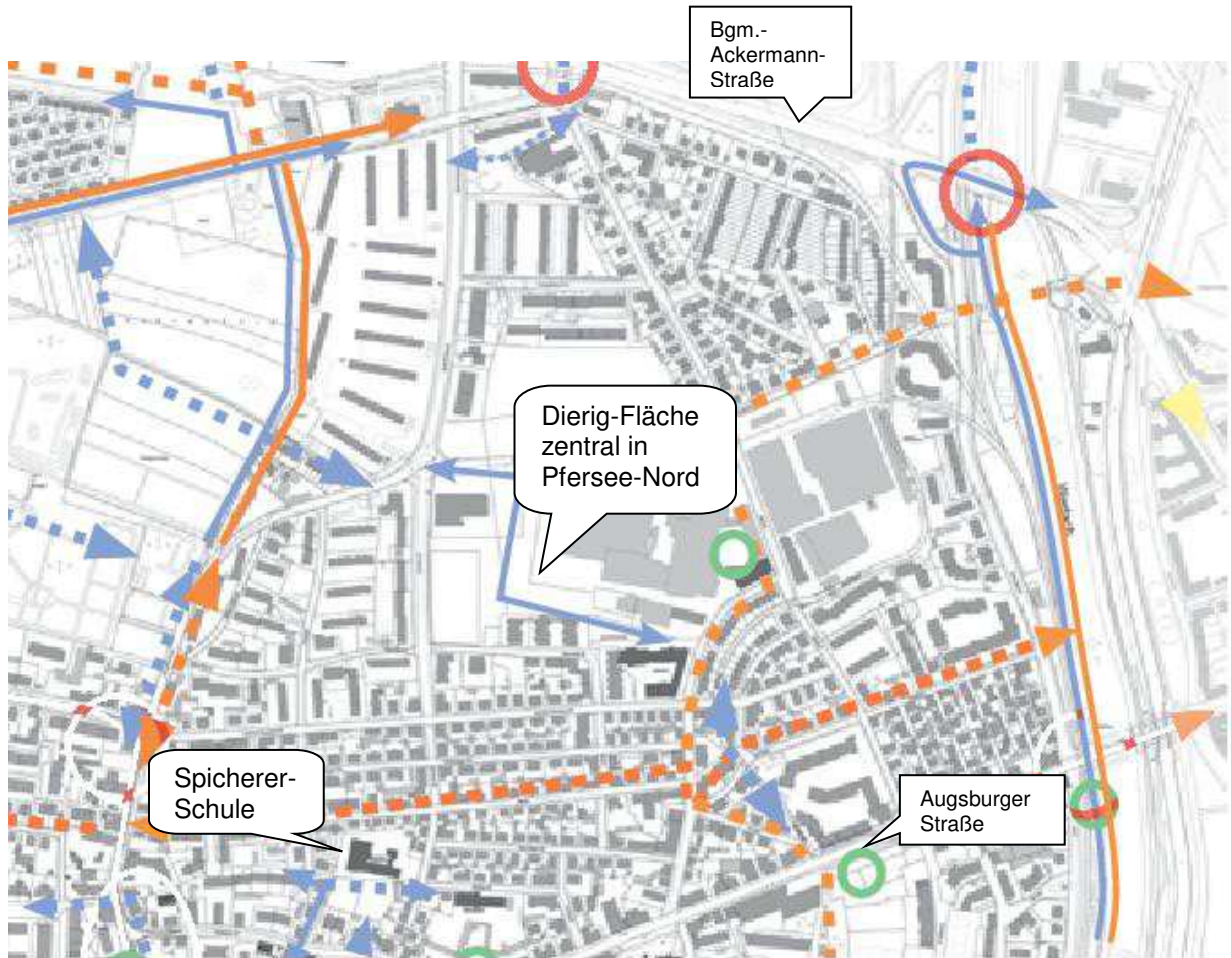 Bgm.-
Ackermann-
Straße
Dierig-Fläche
zentral in
Pfersee-Nord
Spicherer-
Schule
Augsburger
Straße